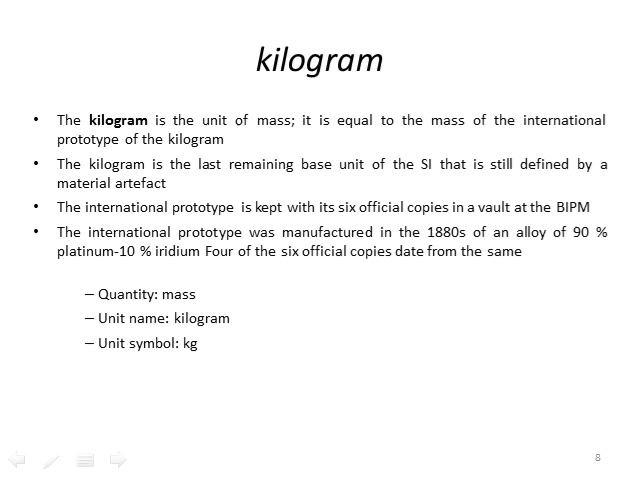 kilogram
• The kilogram is the unit of mass; it is equal to the mass of the international
prototype of the kilogram
• The kilogram is the last remaining base unit of the SI that is still defined by a
material artefact
• The international prototype is kept with its six official copies in a vault at the BIPM
• The international prototype was manufactured in the 1880s of an alloy of 90 %
platinum-10 % iridium Four of the six official copies date from the same
– Quantity: mass
– Unit name: kilogram
– Unit symbol: kg
8